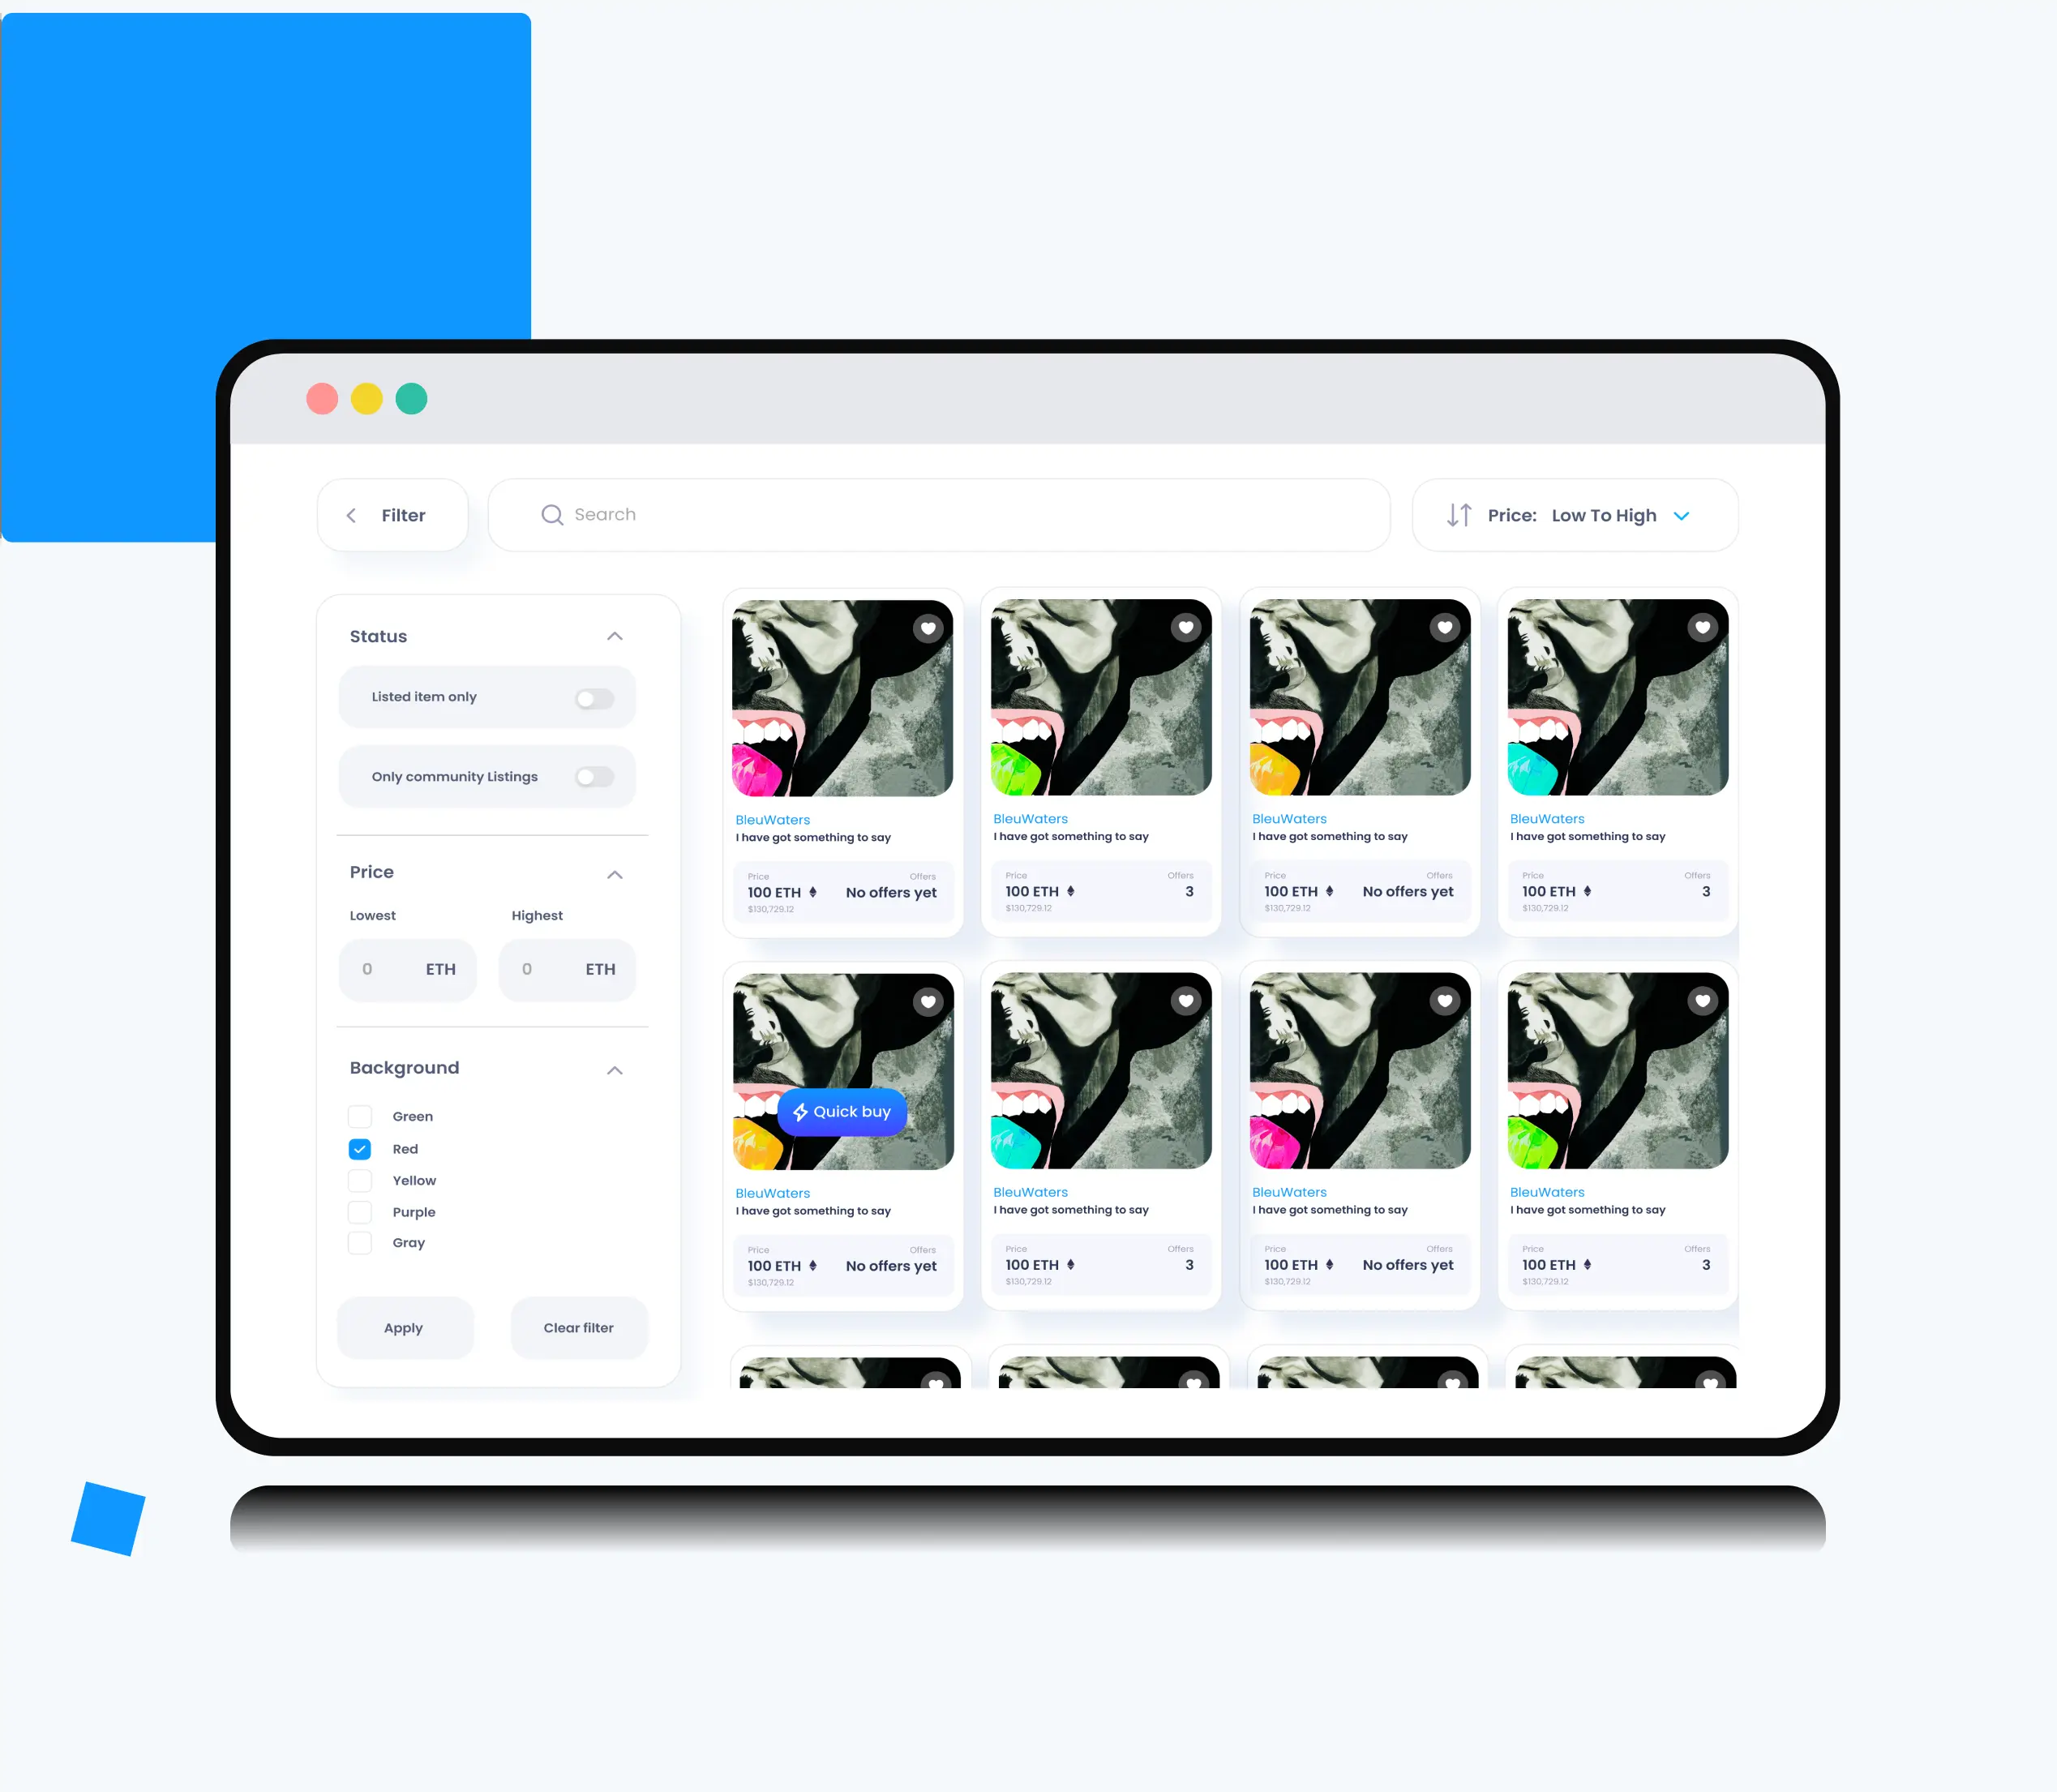 Filter
Search
Price: Low To High
Status
Listed item only
Only community Listings
Price
Lowest Highest
0 ETH 0 ETH
Background
Green
Red
Yellow
Purple
Gray
Apply Clear filter
BleuWaters
I have got something to say
Price Offers
100 ETH No offers yet
$130,729.12
BleuWaters
I have got something to say
Price Offers
100 ETH 3
$130,729.12
BleuWaters
I have got something to say
Price Offers
100 ETH No offers yet
$130,729.12
BleuWaters
I have got something to say
Price Offers
100 ETH 3
$130,729.12
Quick buy
BleuWaters
I have got something to say
Price Offers
100 ETH No offers yet
$130,729.12
BleuWaters
I have got something to say
Price Offers
100 ETH 3
$130,729.12
BleuWaters
I have got something to say
Price Offers
100 ETH No offers yet
$130,729.12
BleuWaters
I have got something to say
Price Offers
100 ETH 3
$130,729.12